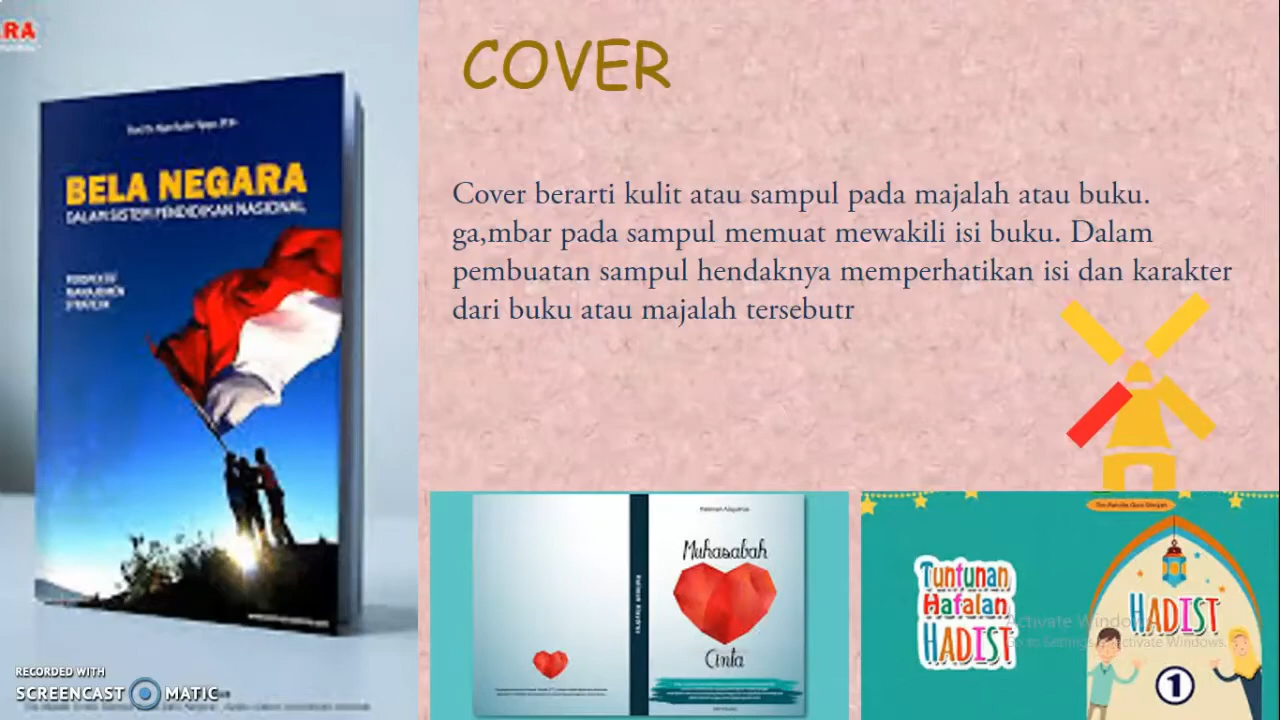 RA
COVER
Cover berarti kulit atau sampul pada majalah atau buku.
ga,mbar pada sampul memuat mewakili isi buku. Dalam
pembuatan sampul hendaknya memperhatikan isi dan karakter
dari buku atau majalah tersebutr
BELA NEGARA
DALAM SISTEM PENDIDIKAN NASIONAL
PERSPEKTIF
MANAJEMEN
STRATEGIK
Muhasabah
Cinta
Tuntunan
Hafalan
HADIST
HADIST
1
Activate Windows
Go to Settings to Activate Windows.
RECORDED WITH
SCREENCAST MATIC